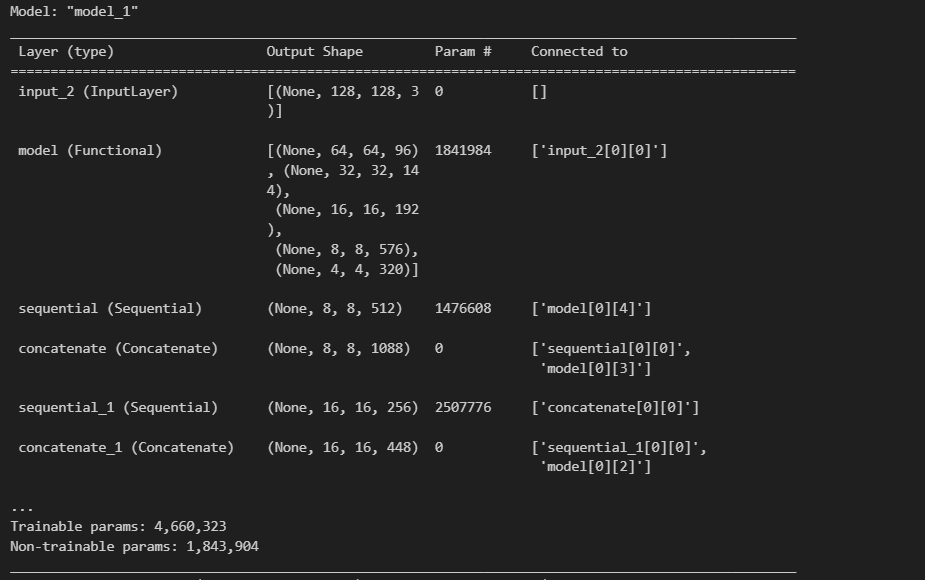 Model: "model_1"
Layer (type) Output Shape Param # Connected to
input_2 (InputLayer) [(None, 128, 128, 3 0 []
)]
model (Functional) [(None, 64, 64, 96) 1841984 ['input_2[0][0]']
, (None, 32, 32, 14
4),
(None, 16, 16, 192
),
(None, 8, 8, 576),
(None, 4, 4, 320)]
sequential (Sequential) (None, 8, 8, 512) 1476608 ['model[0][4]']
concatenate (Concatenate) (None, 8, 8, 1088) 0 ['sequential[0][0]',
'model[0][3]']
sequential_1 (Sequential) (None, 16, 16, 256) 2507776 ['concatenate[0][0]']
concatenate_1 (Concatenate) (None, 16, 16, 448) 0 ['sequential_1[0][0]',
'model[0][2]']
...
Trainable params: 4,660,323
Non-trainable params: 1,843,904